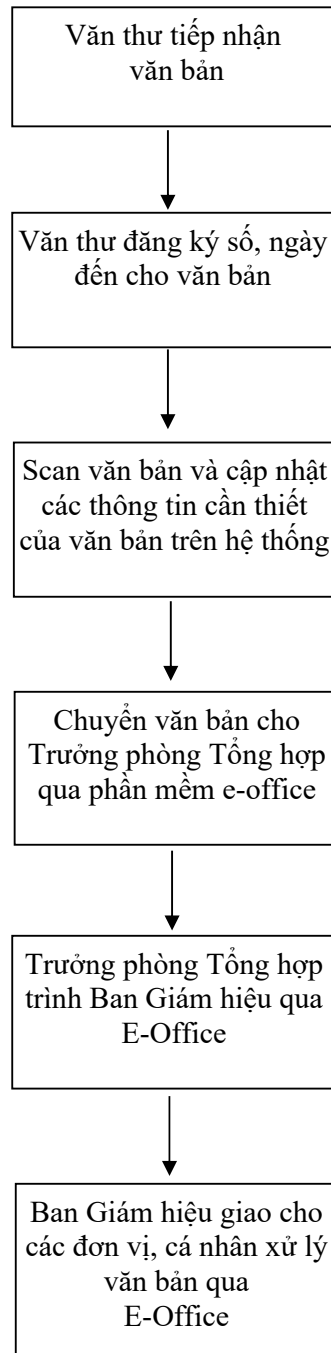 Văn thư tiếp nhận
văn bản
Văn thư đăng ký số, ngày
đến cho văn bản
Scan văn bản và cập nhật
các thông tin cần thiết
của văn bản trên hệ thống
Chuyển văn bản cho
Trưởng phòng Tổng hợp
qua phần mềm e-office
Trưởng phòng Tổng hợp
trình Ban Giám hiệu qua
E-Office
Ban Giám hiệu giao cho
các đơn vị, cá nhân xử lý
văn bản qua
E-Office